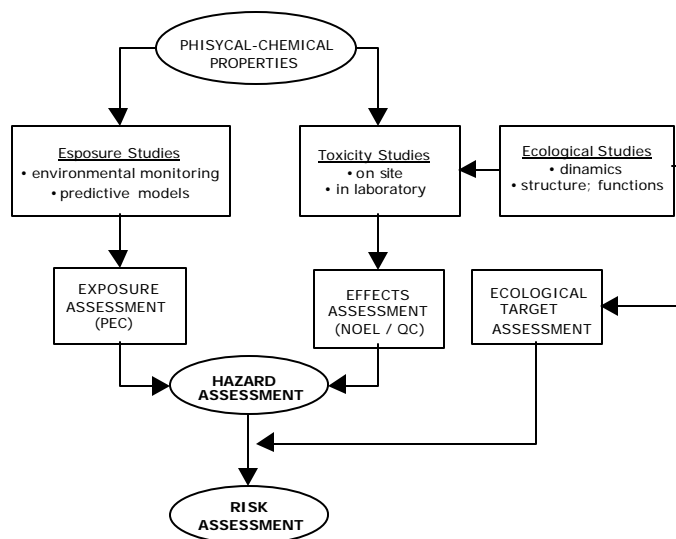 PHISYCAL-CHEMICAL
PROPERTIES
Esposure Studies
• environmental monitoring
• predictive models
Toxicity Studies
• on site
• in laboratory
Ecological Studies
• dinamics
• structure; functions
EXPOSURE
ASSESSMENT
(PEC)
EFFECTS
ASSESSMENT
(NOEL / QC)
ECOLOGICAL
TARGET
ASSESSMENT
HAZARD
ASSESSMENT
RISK
ASSESSMENT